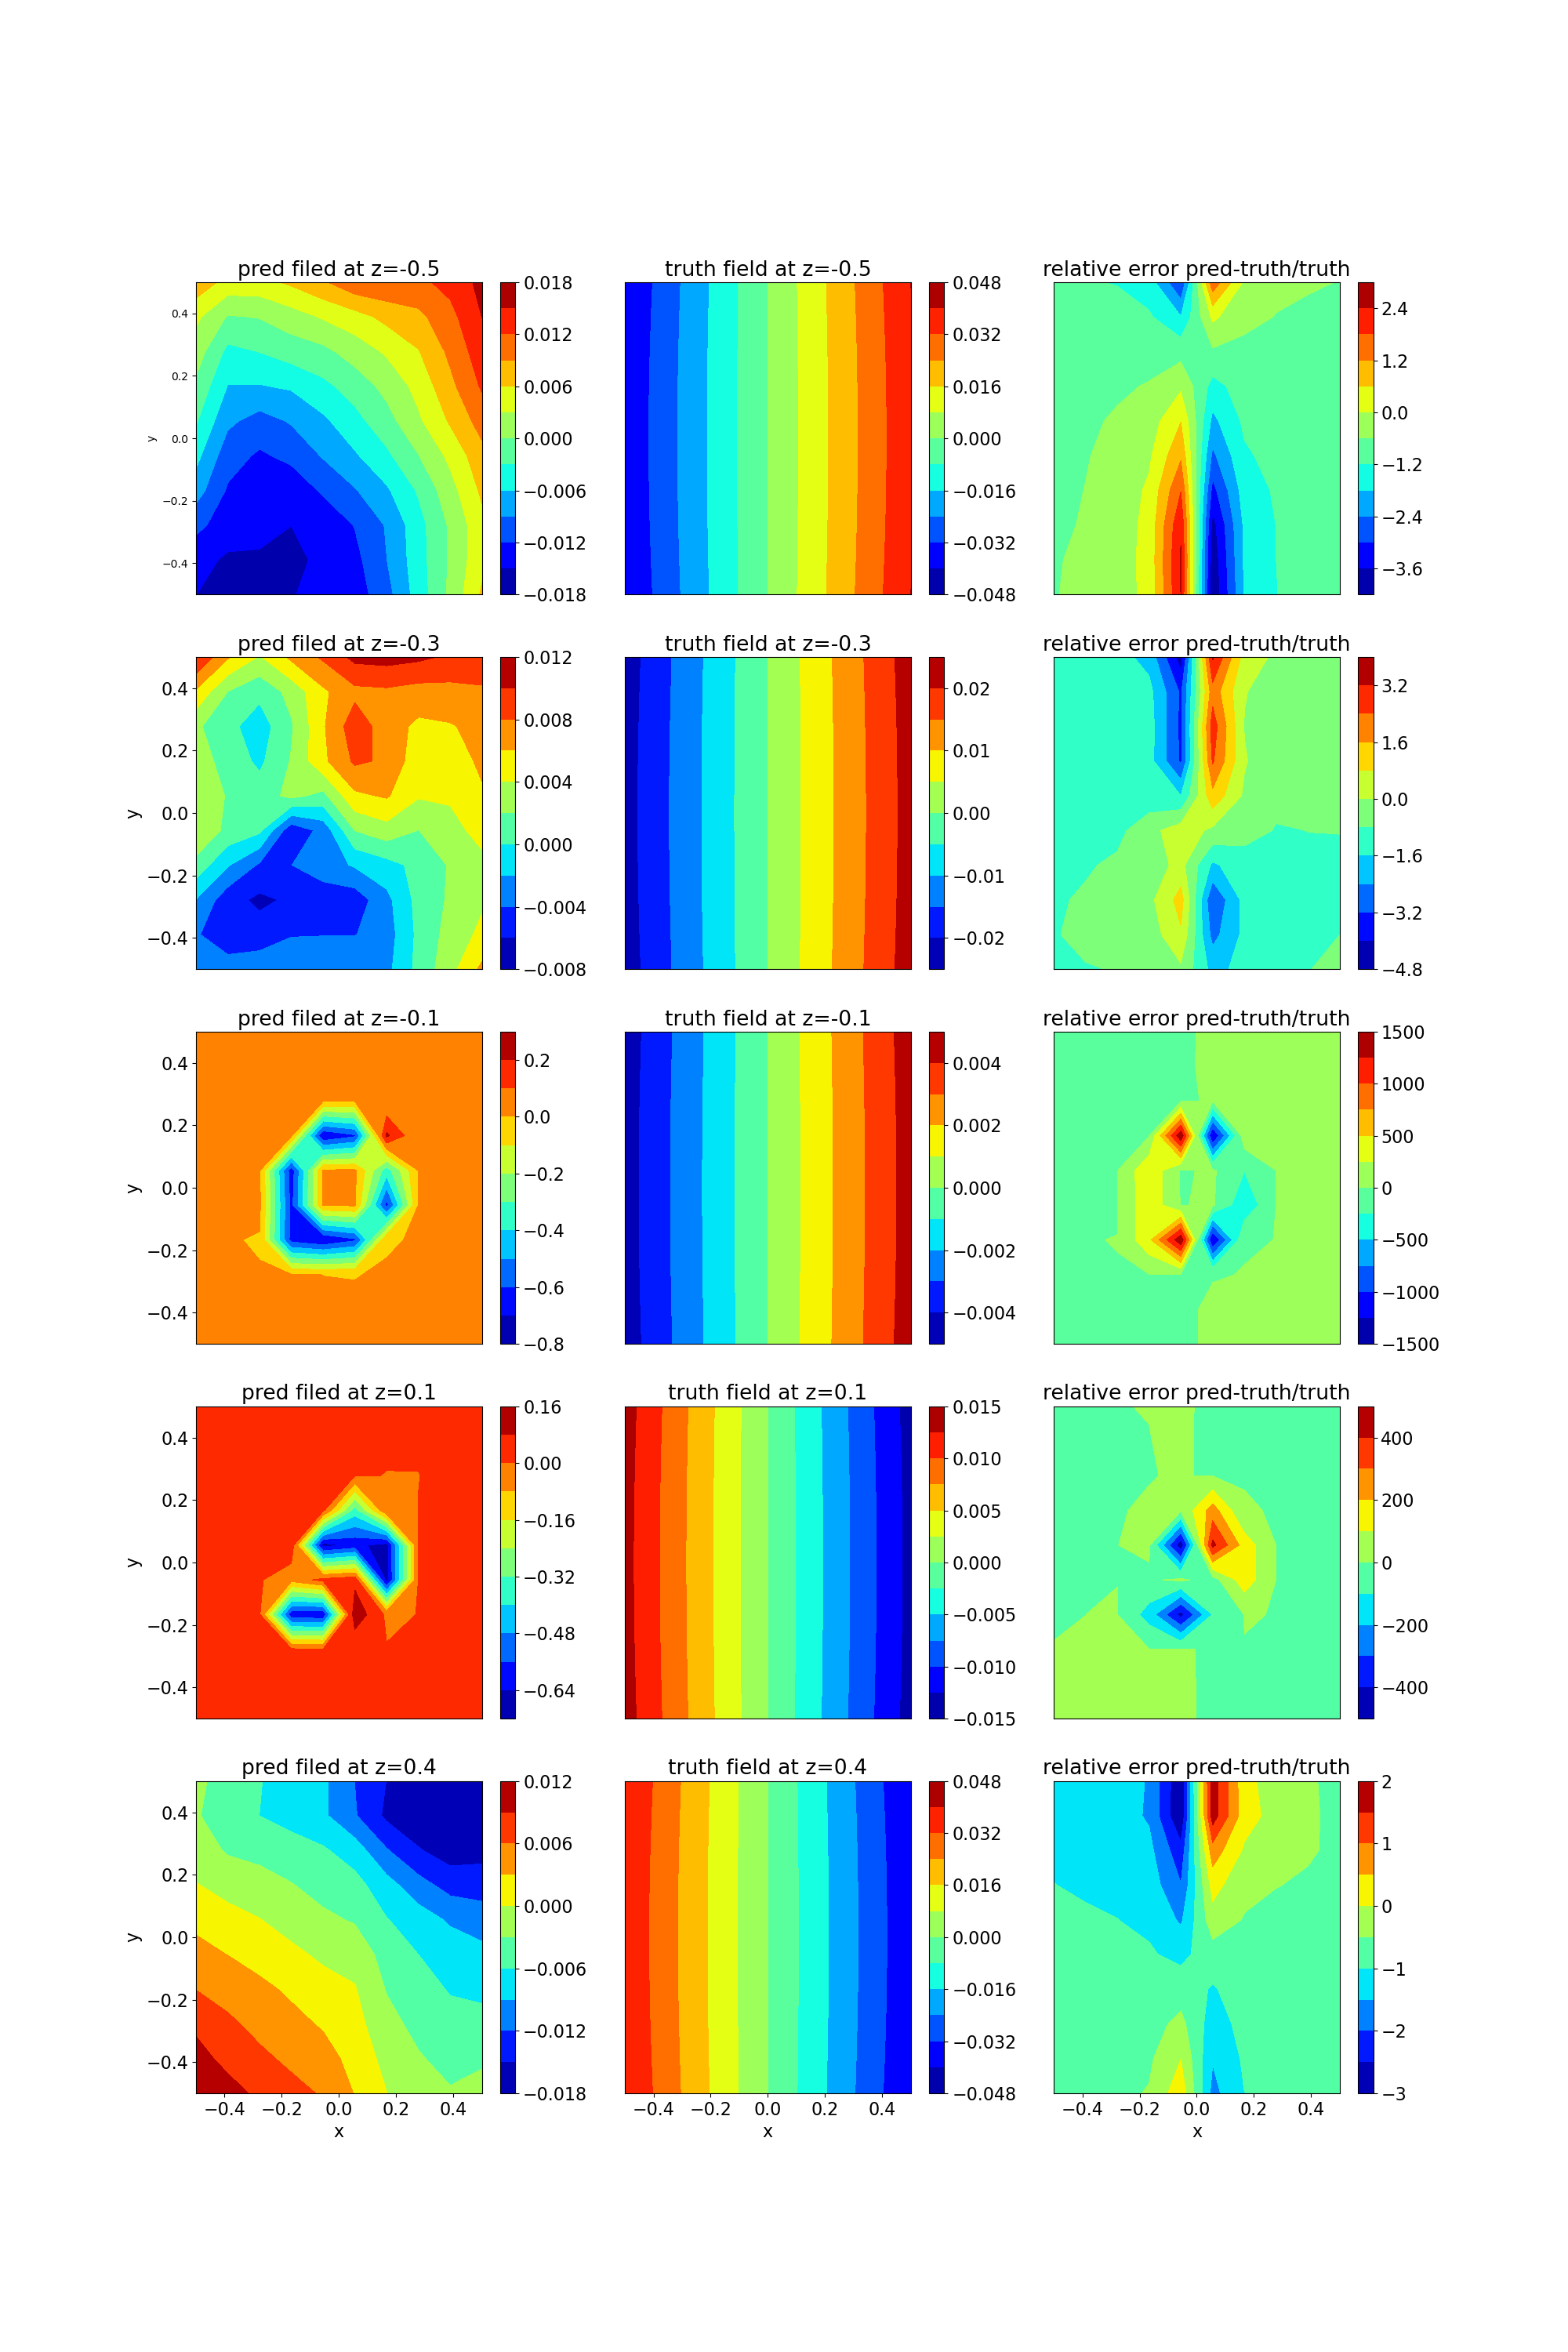 pred filed at z=-0.5 truth field at z=-0.5 relative error pred-truth/truth
0.018 0.048
0.4 2.4
0.012 0.032
0.2 0.006 0.016 1.2
y 0.0 0.000 0.000 0.0
−0.2 −0.006 −0.016 −1.2
−0.012 −0.032 −2.4
−0.4 −3.6
−0.018 −0.048
pred filed at z=-0.3 truth field at z=-0.3 relative error pred-truth/truth
0.012
0.4 0.02 3.2
0.008
0.2 0.01 1.6
0.004
y 0.0 0.00 0.0
0.000
−0.2 −0.01 −1.6
−0.004 −3.2
−0.4 −0.02
−0.008 −4.8
pred filed at z=-0.1 truth field at z=-0.1 relative error pred-truth/truth
1500
0.4 0.2 0.004 1000
0.2 0.0 0.002 500
−0.2
y 0.0 0.000 0
−0.4
−0.2 −0.002 −500
−0.6 −1000
−0.4 −0.004
−0.8 −1500
pred filed at z=0.1 truth field at z=0.1 relative error pred-truth/truth
0.16 0.015
0.4 0.00 0.010 400
0.2 −0.16 0.005 200
y 0.0 −0.32 0.000 0
−0.2 −0.48 −0.005 −200
−0.4 −0.64 −0.010 −400
−0.015
pred filed at z=0.4 truth field at z=0.4 relative error pred-truth/truth
0.012 0.048 2
0.4 0.006 0.032 1
0.2 0.000 0.016 0
y 0.0 −0.006 0.000 −1
−0.2 −0.012 −0.016 −2
−0.4 −0.032
−0.018 −0.048 −3
−0.4 −0.2 0.0 0.2 0.4 −0.4 −0.2 0.0 0.2 0.4 −0.4 −0.2 0.0 0.2 0.4
x x x